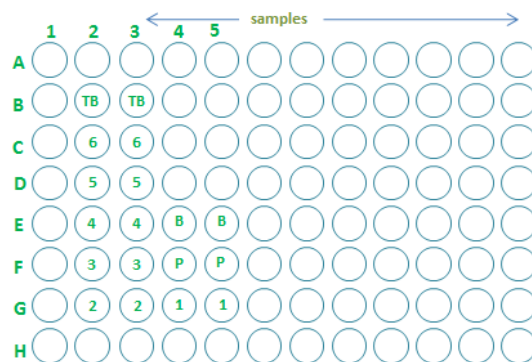 samples
1 2 3 4 5
A
B TB TB
C 6 6
D 5 5
E 4 4 B B
F 3 3 P P
G 2 2 1 1
H